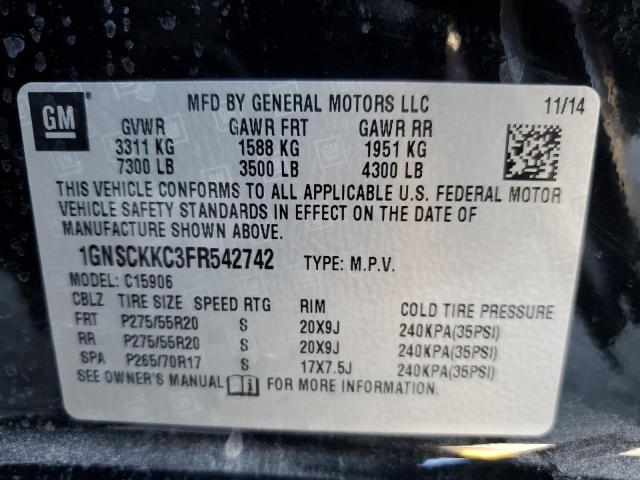 GM ® MFD BY GENERAL MOTORS LLC 11/14
GVWR GAWR FRT GAWR RR
3311 KG 1588 KG 1951 KG
7300 LB 3500 LB 4300 LB
THIS VEHICLE CONFORMS TO ALL APPLICABLE U.S. FEDERAL MOTOR
VEHICLE SAFETY STANDARDS IN EFFECT ON THE DATE OF
MANUFACTURE SHOWN ABOVE.
1GNSCKKC3FR542742 TYPE: M.P.V.
MODEL: C15906
CBLZ TIRE SIZE SPEED RTG RIM COLD TIRE PRESSURE
FRT P275/55R20 S 20X9J 240KPA(35PSI)
RR P275/55R20 S 20X9J 240KPA(35PSI)
SPA P265/70R17 S 17X7.5J 240KPA(35PSI)
SEE OWNER'S MANUAL FOR MORE INFORMATION.